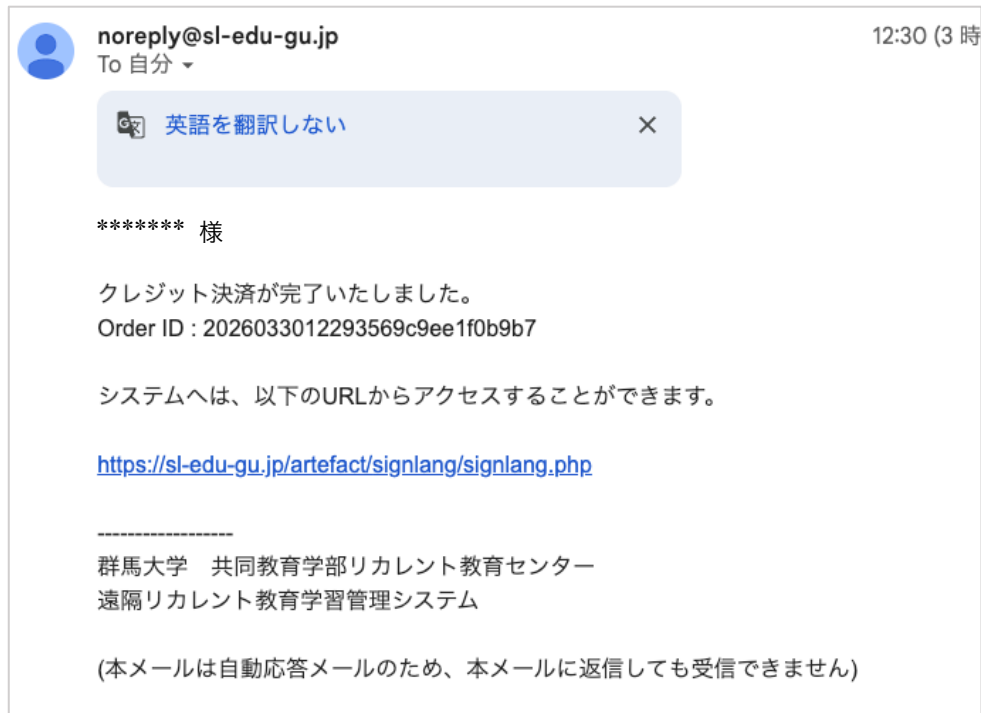 noreply@sl-edu-gu.jp
12:30 (3 時
To 自分
英語を翻訳しない
******* 様
クレジット決済が完了いたしました。
Order ID : 2026033012293569c9ee1f0b9b7
システムへは、以下のURLからアクセスすることができます。
https://sl-edu-gu.jp/artefact/signlang/signlang.php
------------------
群馬大学　共同教育学部リカレント教育センター
遠隔リカレント教育学習管理システム
(本メールは自動応答メールのため、本メールに返信しても受信できません)